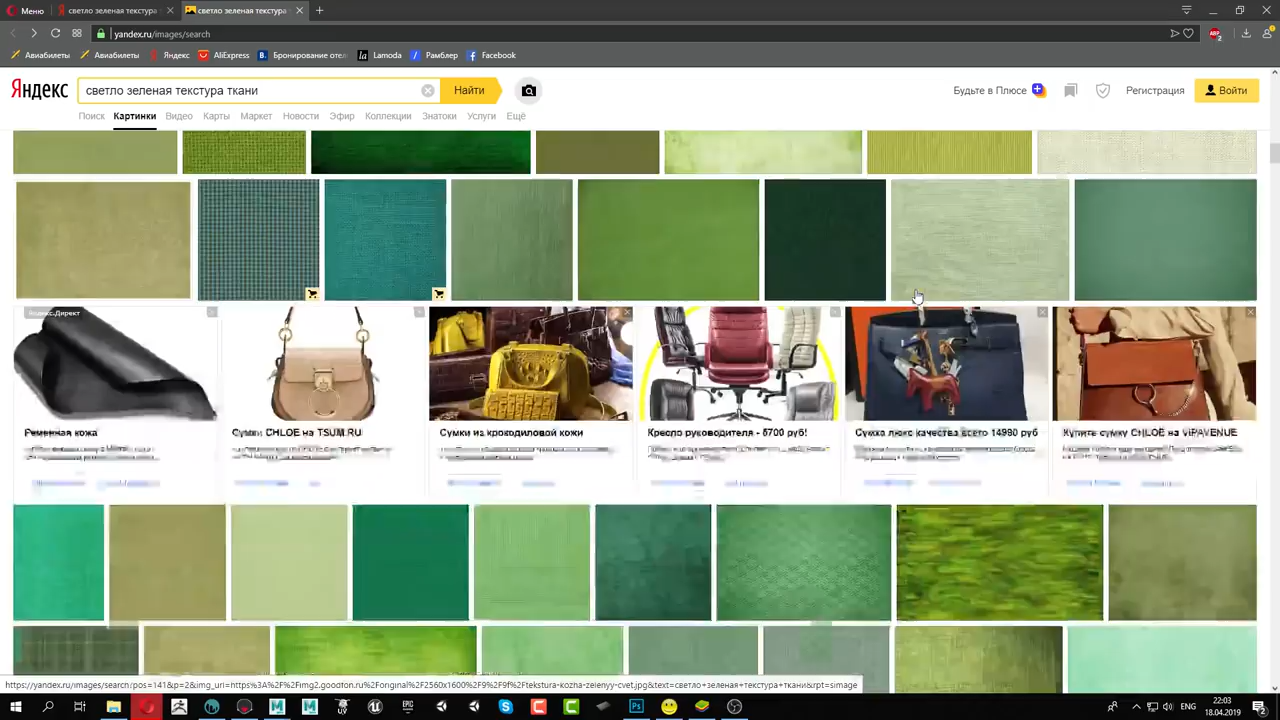 Меню
светло зеленая текстура
светло зеленая текстура
yandex.ru/images/search
Авиабилеты
Авиабилеты
Яндекс
AliExpress
Бронирование отел
Lamoda
Рамблер
Facebook
Яндекс
светло зеленая текстура ткани
Найти
Будьте в Плюсе
Регистрация
Войти
Поиск
Картинки
Видео
Карты
Маркет
Новости
Эфир
Коллекции
Знатоки
Услуги
Ещё
Яндекс.Директ
Ременная кожа
Сумки CHLOE на TSUM.RU
Сумки из крокодиловой кожи
Кресло руководителя - 5700 руб!
Сумка люкс качества всего 14990 руб
Купить сумку CHLOE на VIPAVENUE
https://yandex.ru/images/search/pos=141&p=2&img_url=https%3A%2F%2Fimg2.goodfon.ru%2Foriginal%2F2560x1600%2F9%2F9f%2Ftekstura-kozha-zelenyy-cvet.jpg&text=светло+зеленая+текстура+ткани&rpt=simage
22:03
18.04.2019